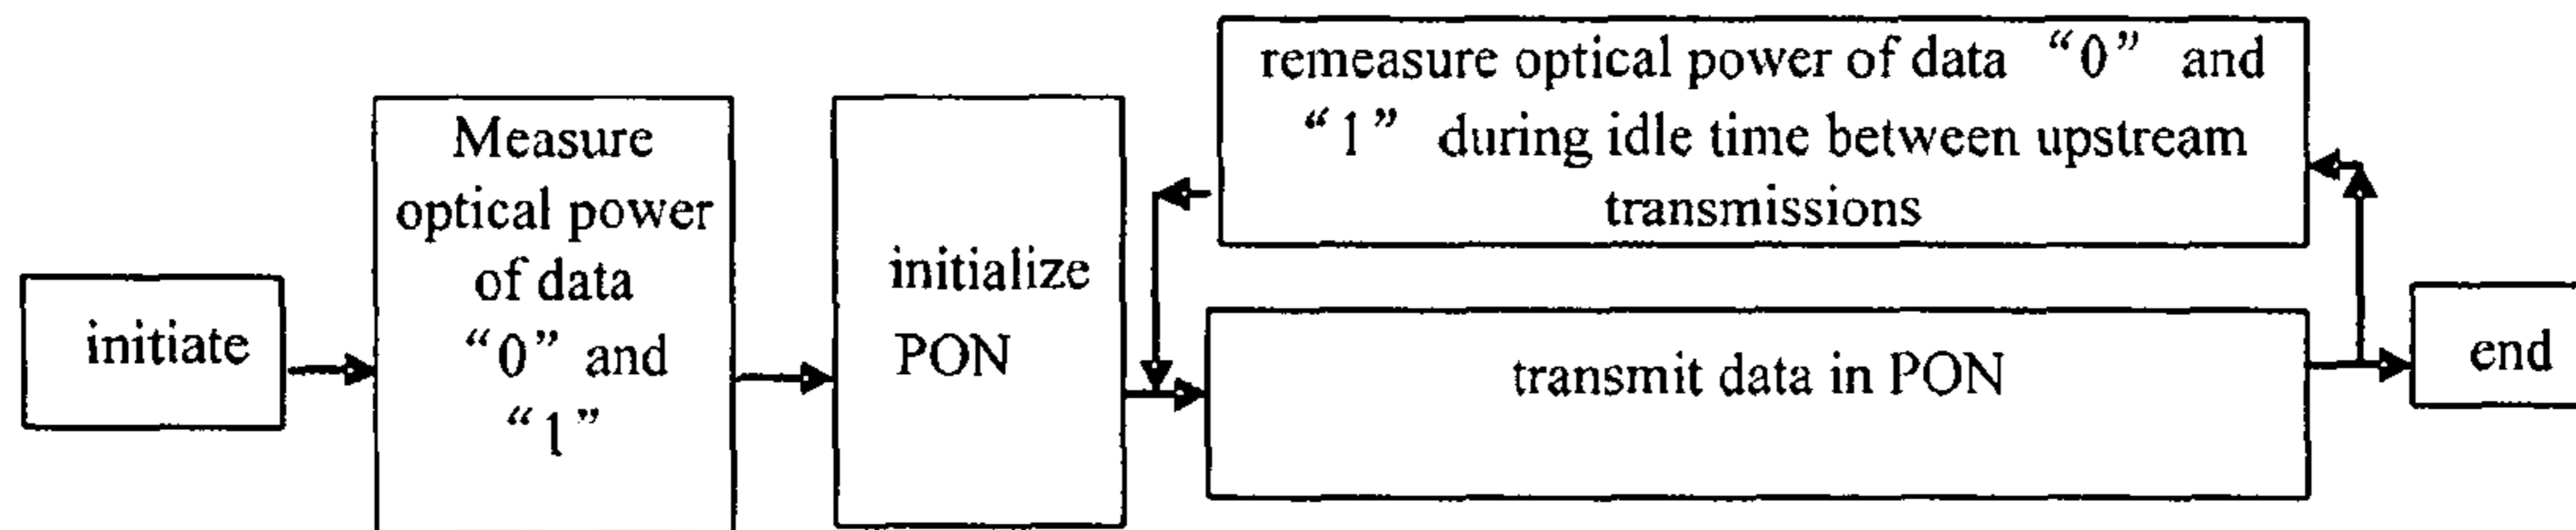 initiate
Measure
optical power
of data
“0” and
“1”
initialize
PON
remeasure optical power of data “0” and
“1” during idle time between upstream
transmissions
transmit data in PON
end